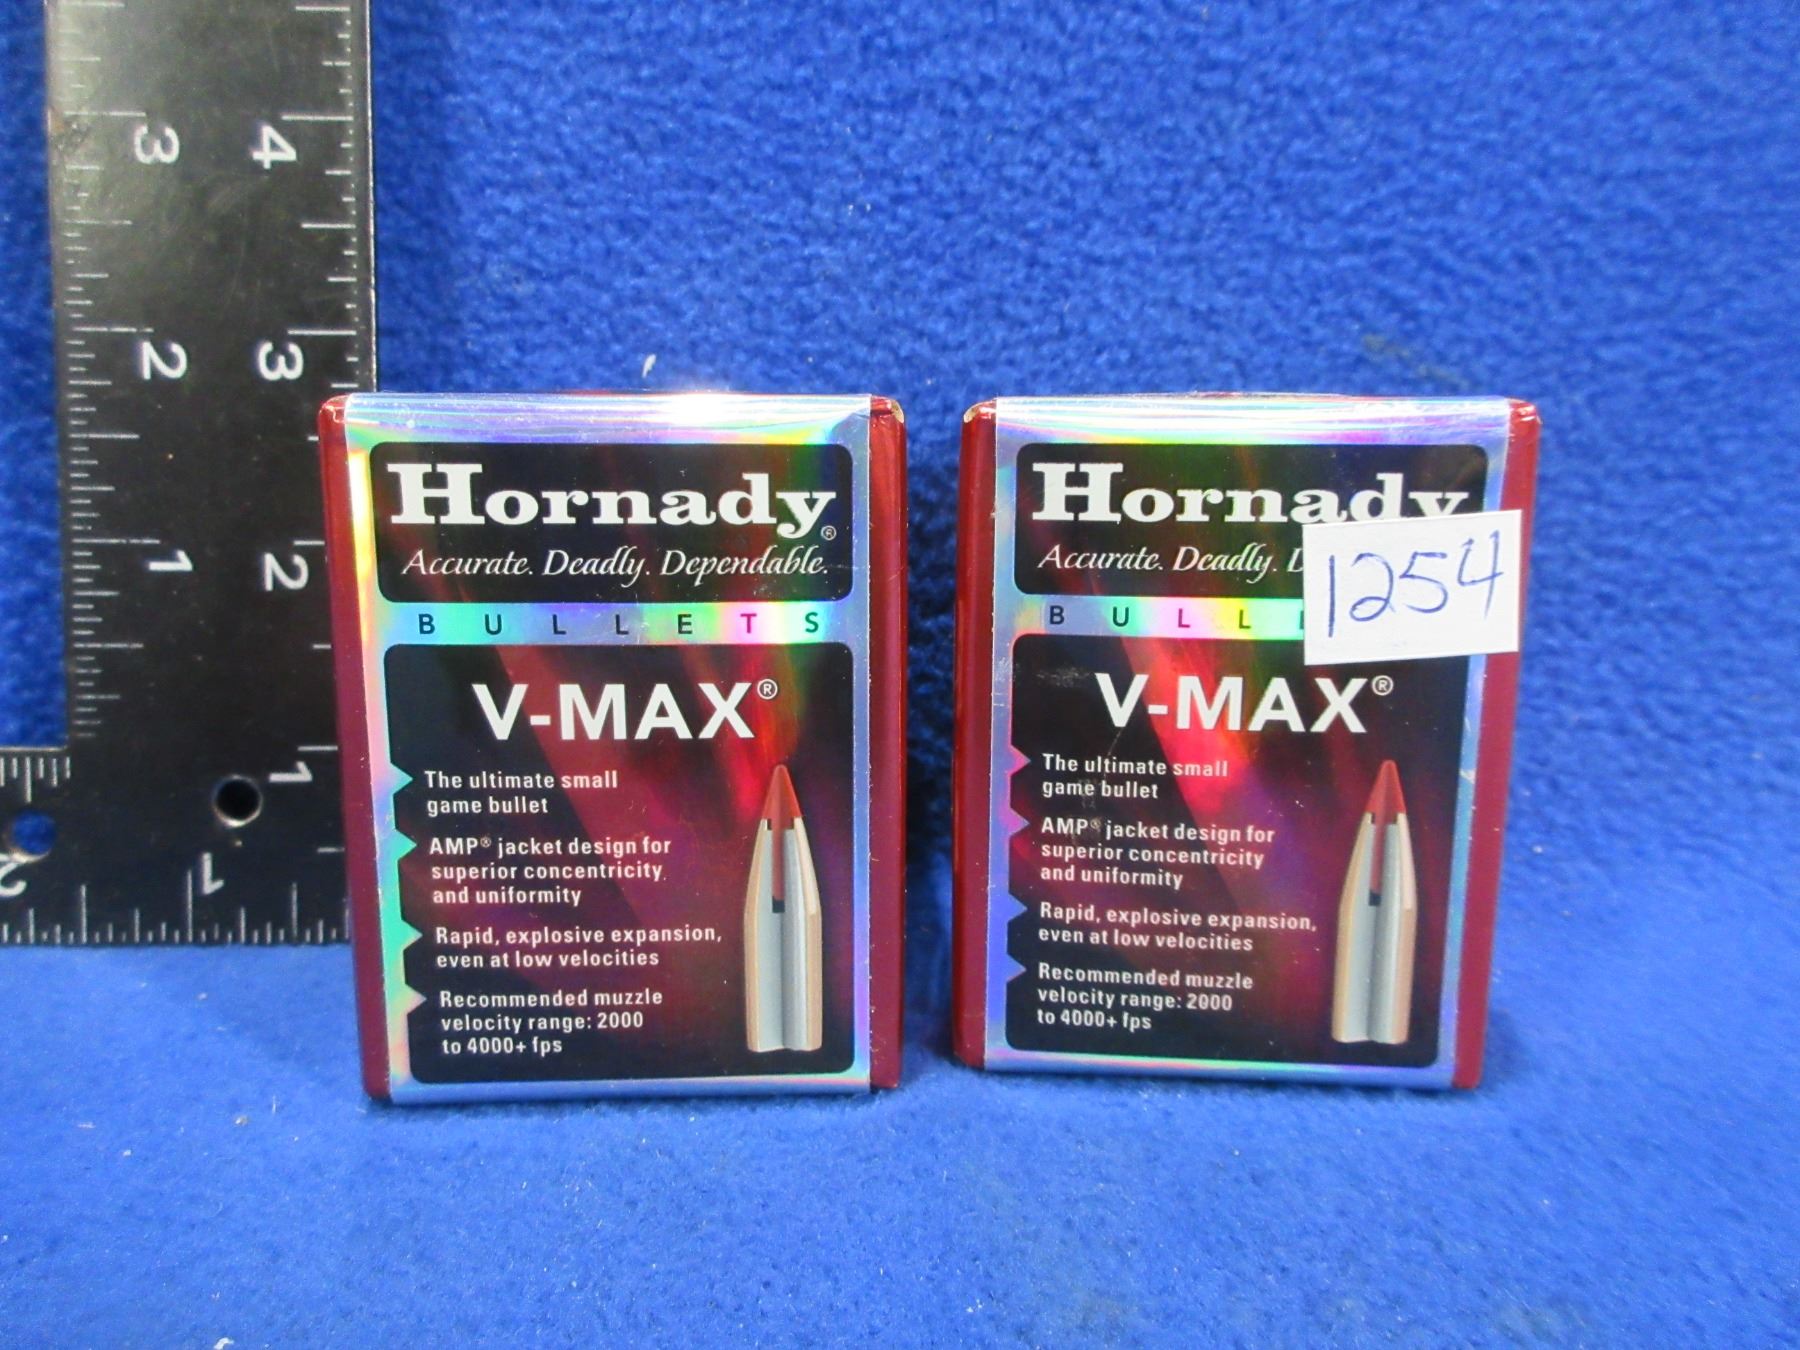 3 4
2 3
1 2
1
2 1
Hornady®
Accurate. Deadly. Dependable.
BULLETS
V-MAX®
The ultimate small
game bullet
AMP® jacket design for
superior concentricity
and uniformity
Rapid, explosive expansion,
even at low velocities
Recommended muzzle
velocity range: 2000
to 4000+ fps
Hornady
Accurate. Deadly. D
BULL
1254
V-MAX®
The ultimate small
game bullet
AMP® jacket design for
superior concentricity
and uniformity
Rapid, explosive expansion,
even at low velocities
Recommended muzzle
velocity range: 2000
to 4000+ fps